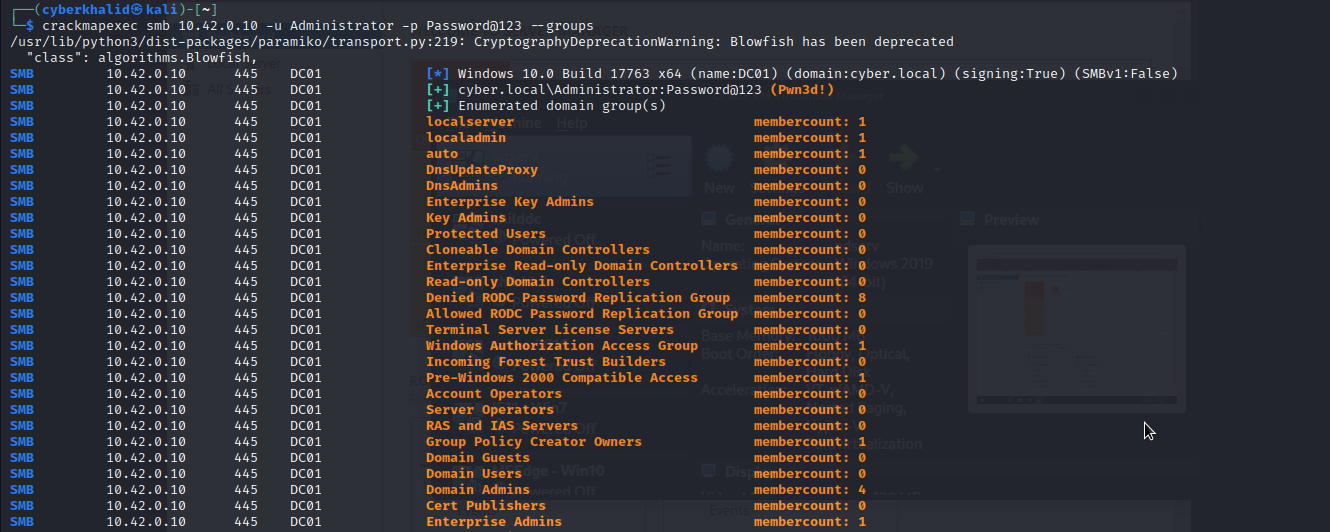 ┌──(cyberkhalid㉿kali)-[~]
└─$ crackmapexec smb 10.42.0.10 -u Administrator -p Password@123 --groups
/usr/lib/python3/dist-packages/paramiko/transport.py:219: CryptographyDeprecationWarning: Blowfish has been deprecated
"class": algorithms.Blowfish,
SMB 10.42.0.10 445 DC01 [*] Windows 10.0 Build 17763 x64 (name:DC01) (domain:cyber.local) (signing:True) (SMBv1:False)
SMB 10.42.0.10 445 DC01 [+] cyber.local\Administrator:Password@123 (Pwn3d!)
SMB 10.42.0.10 445 DC01 [+] Enumerated domain group(s)
SMB 10.42.0.10 445 DC01 localserver membercount: 1
SMB 10.42.0.10 445 DC01 localadmin membercount: 1
SMB 10.42.0.10 445 DC01 auto membercount: 1
SMB 10.42.0.10 445 DC01 DnsUpdateProxy membercount: 0
SMB 10.42.0.10 445 DC01 DnsAdmins membercount: 0
SMB 10.42.0.10 445 DC01 Enterprise Key Admins membercount: 0
SMB 10.42.0.10 445 DC01 Key Admins membercount: 0
SMB 10.42.0.10 445 DC01 Protected Users membercount: 0
SMB 10.42.0.10 445 DC01 Cloneable Domain Controllers membercount: 0
SMB 10.42.0.10 445 DC01 Enterprise Read-only Domain Controllers membercount: 0
SMB 10.42.0.10 445 DC01 Read-only Domain Controllers membercount: 0
SMB 10.42.0.10 445 DC01 Denied RODC Password Replication Group membercount: 8
SMB 10.42.0.10 445 DC01 Allowed RODC Password Replication Group membercount: 0
SMB 10.42.0.10 445 DC01 Terminal Server License Servers membercount: 0
SMB 10.42.0.10 445 DC01 Windows Authorization Access Group membercount: 1
SMB 10.42.0.10 445 DC01 Incoming Forest Trust Builders membercount: 0
SMB 10.42.0.10 445 DC01 Pre-Windows 2000 Compatible Access membercount: 1
SMB 10.42.0.10 445 DC01 Account Operators membercount: 0
SMB 10.42.0.10 445 DC01 Server Operators membercount: 0
SMB 10.42.0.10 445 DC01 RAS and IAS Servers membercount: 0
SMB 10.42.0.10 445 DC01 Group Policy Creator Owners membercount: 1
SMB 10.42.0.10 445 DC01 Domain Guests membercount: 0
SMB 10.42.0.10 445 DC01 Domain Users membercount: 0
SMB 10.42.0.10 445 DC01 Domain Admins membercount: 4
SMB 10.42.0.10 445 DC01 Cert Publishers membercount: 0
SMB 10.42.0.10 445 DC01 Enterprise Admins membercount: 1
Help
New
Show
Preview
Name:
Base Memory
Boot Order
Events